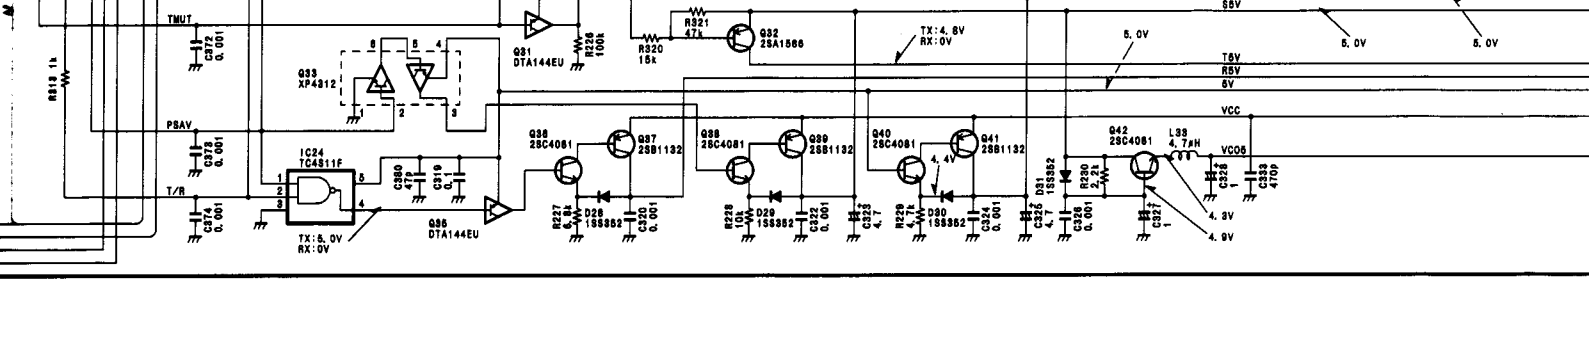 TMUT
C372
0.001
R313 1k
Q33
XP4312
6
5
4
1
2
3
Q31
DTA144EU
R226
100k
R321
47k
R320
15k
Q32
2SA1586
TX:4.8V
RX:0V
5.0V
S5V
5.0V
5.0V
T5V
R5V
5V
PSAV
C373
0.001
IC24
TC4S11F
1
2
3
5
4
T/R
C374
0.001
TX:5.0V
RX:0V
C380
47P
C319
0.1
Q35
DTA144EU
Q36
2SC4081
Q37
2SB1132
R227
6.8k
D28
1SS352
C320
0.001
Q38
2SC4081
Q39
2SB1132
R228
10k
D29
1SS352
C322
0.001
C323
4.7
Q40
2SC4081
Q41
2SB1132
4.4V
R229
4.7k
D30
1SS352
C324
0.001
C325
4.7
D31
1SS352
C326
0.001
R230
2.2k
Q42
2SC4081
L33
4.7μH
VCC
VCO5
C327
1
C328
1
C333
470P
4.3V
4.9V